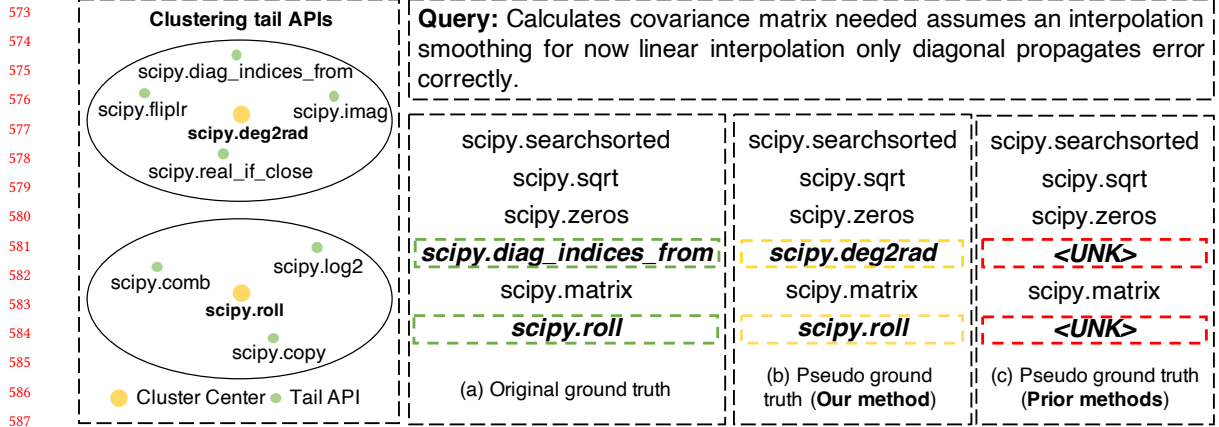 573
574
575
576
577
578
579
580
581
582
583
584
585
586
587
Clustering tail APIs
scipy.diag_indices_from
scipy.fliplr
scipy.imag
scipy.deg2rad
scipy.real_if_close
scipy.log2
scipy.comb
scipy.roll
scipy.copy
Cluster Center
Tail API
Query: Calculates covariance matrix needed assumes an interpolation
smoothing for now linear interpolation only diagonal propagates error
correctly.
scipy.searchsorted
scipy.sqrt
scipy.zeros
scipy.diag_indices_from
scipy.matrix
scipy.roll
(a) Original ground truth
scipy.searchsorted
scipy.sqrt
scipy.zeros
scipy.deg2rad
scipy.matrix
scipy.roll
(b) Pseudo ground
truth (Our method)
scipy.searchsorted
scipy.sqrt
scipy.zeros
<UNK>
scipy.matrix
<UNK>
(c) Pseudo ground truth
(Prior methods)